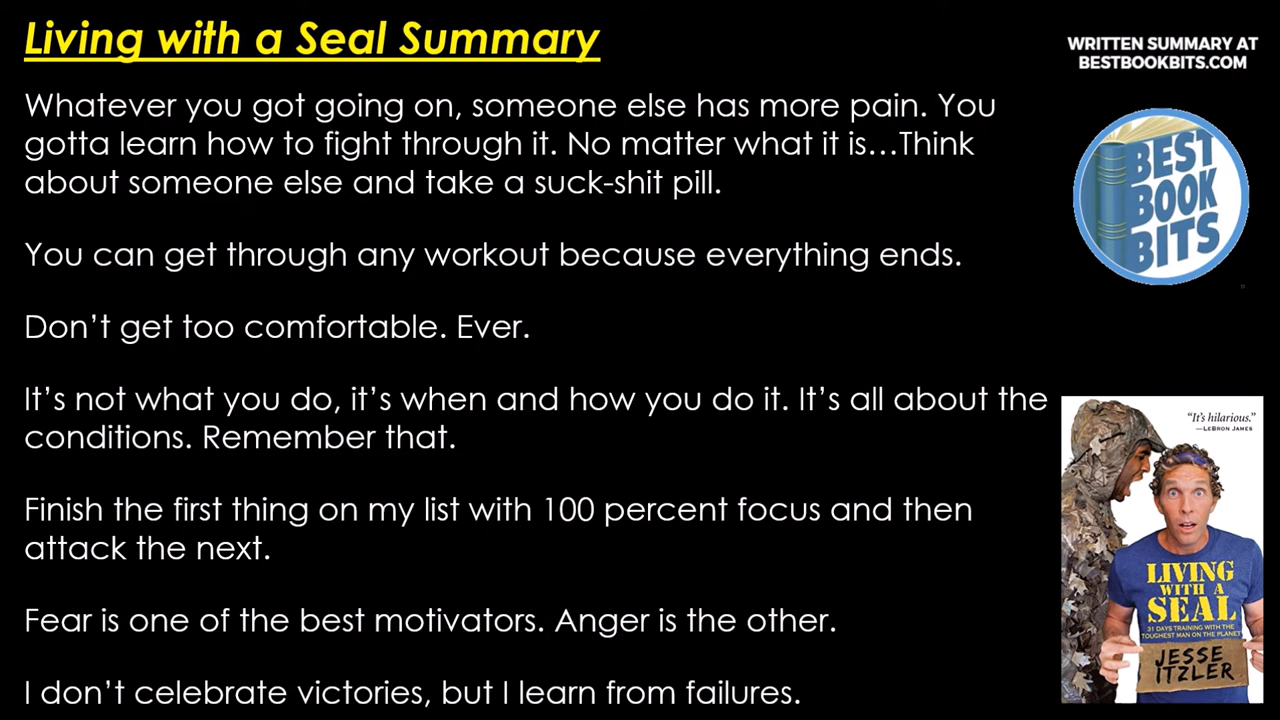 Living with a Seal Summary
WRITTEN SUMMARY AT
BESTBOOKBITS.COM
Whatever you got going on, someone else has more pain. You
gotta learn how to fight through it. No matter what it is…Think
about someone else and take a suck-shit pill.
BEST
BOOK
BITS
You can get through any workout because everything ends.
Don’t get too comfortable. Ever.
It’s not what you do, it’s when and how you do it. It’s all about the
conditions. Remember that.
Finish the first thing on my list with 100 percent focus and then
attack the next.
Fear is one of the best motivators. Anger is the other.
I don’t celebrate victories, but I learn from failures.
“It’s hilarious.”
—LEBRON JAMES
LIVING
WITH A
SEAL
31 DAYS TRAINING WITH THE
TOUGHEST MAN ON THE PLANET
JESSE
ITZLER